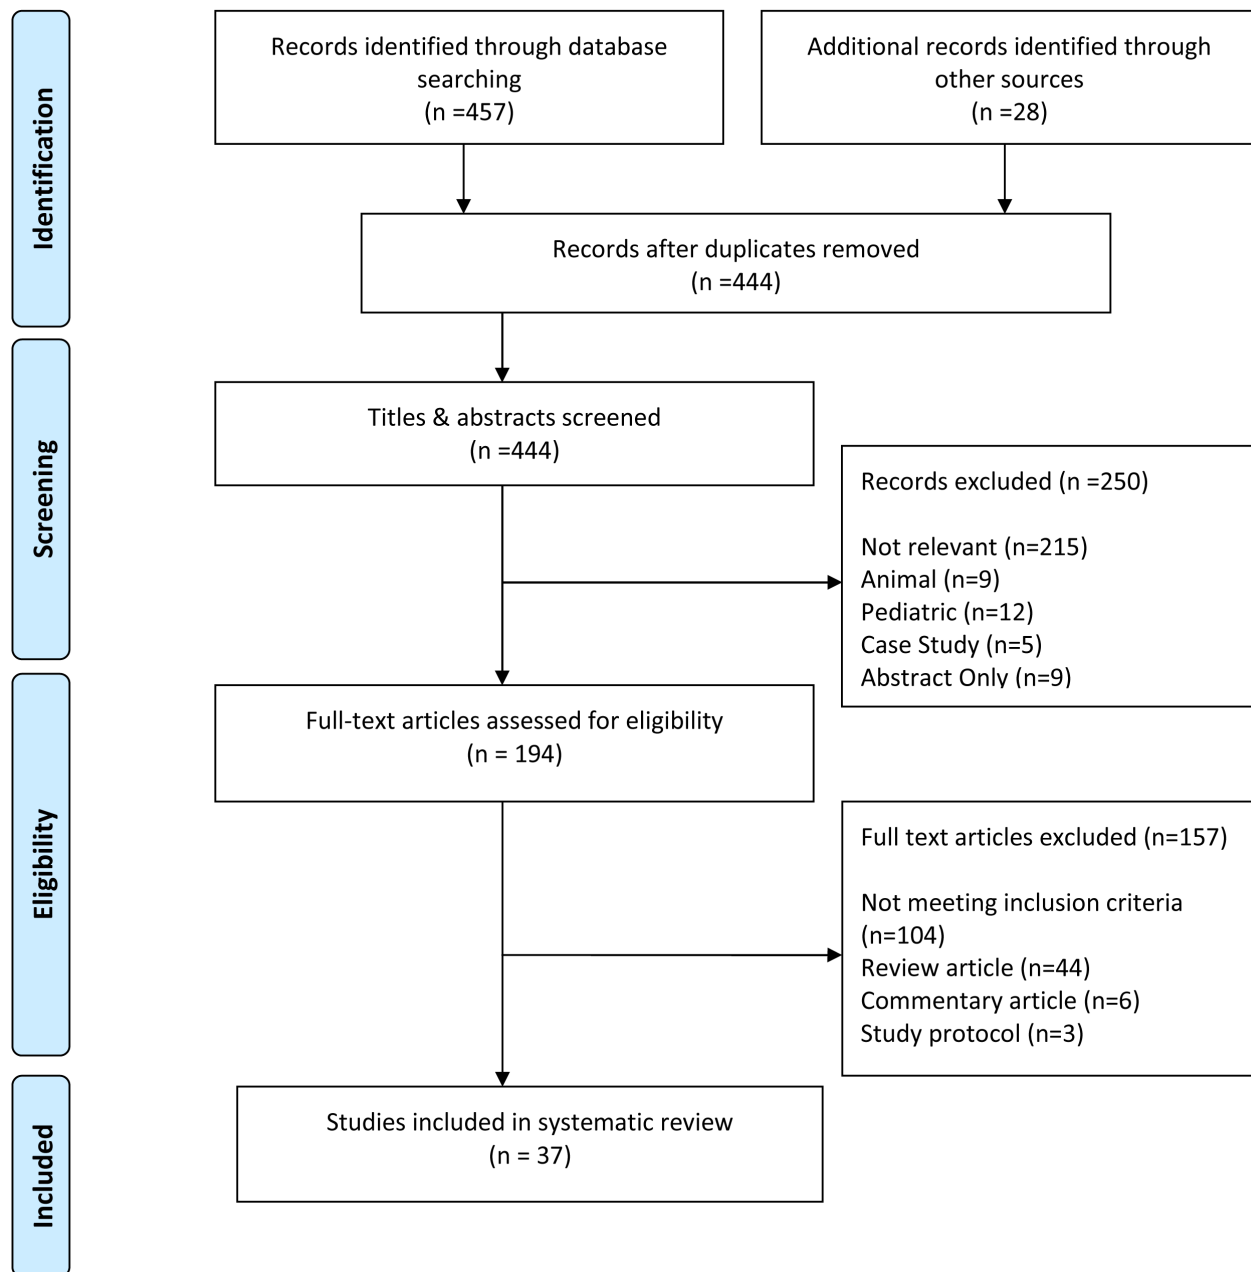 Identification
Records identified through database
searching
(n =457)
Additional records identified through
other sources
(n =28)
Records after duplicates removed
(n =444)
Screening
Titles & abstracts screened
(n =444)
Records excluded (n =250)
Not relevant (n=215)
Animal (n=9)
Pediatric (n=12)
Case Study (n=5)
Abstract Only (n=9)
Eligibility
Full-text articles assessed for eligibility
(n = 194)
Full text articles excluded (n=157)
Not meeting inclusion criteria
(n=104)
Review article (n=44)
Commentary article (n=6)
Study protocol (n=3)
Included
Studies included in systematic review
(n = 37)